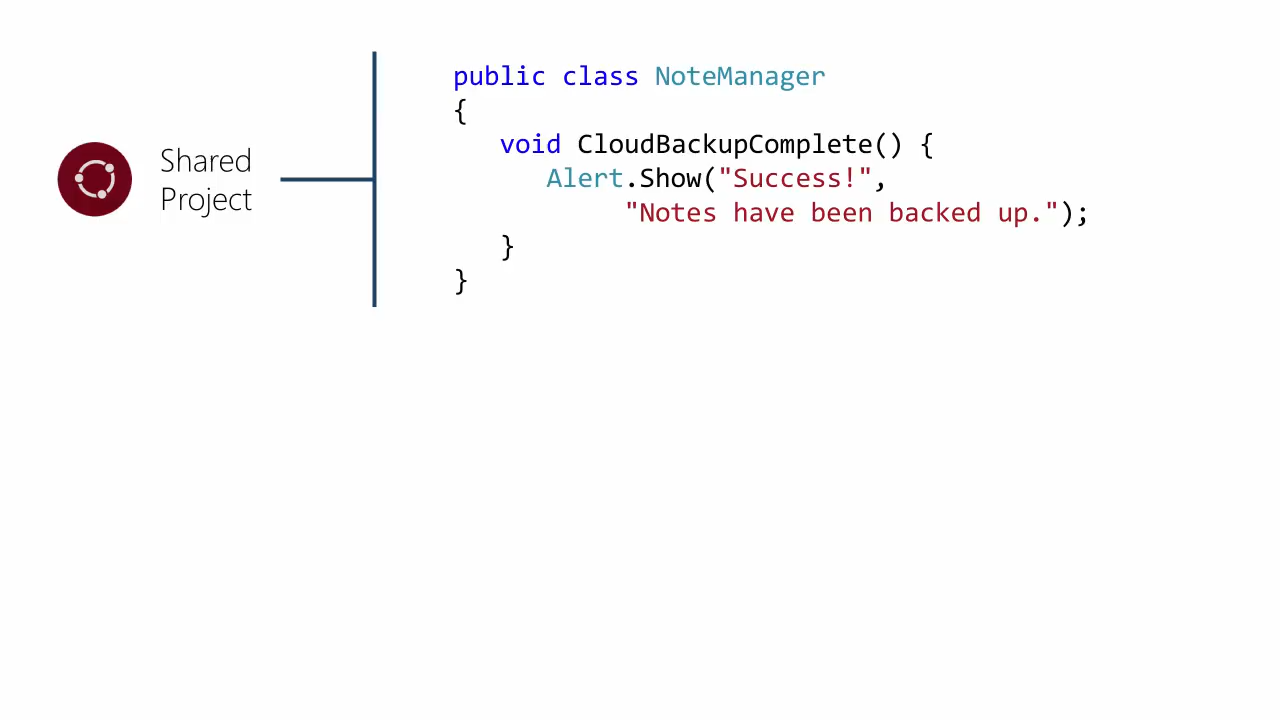 Shared
Project
public class NoteManager
{
void CloudBackupComplete() {
Alert.Show("Success!",
"Notes have been backed up.");
}
}